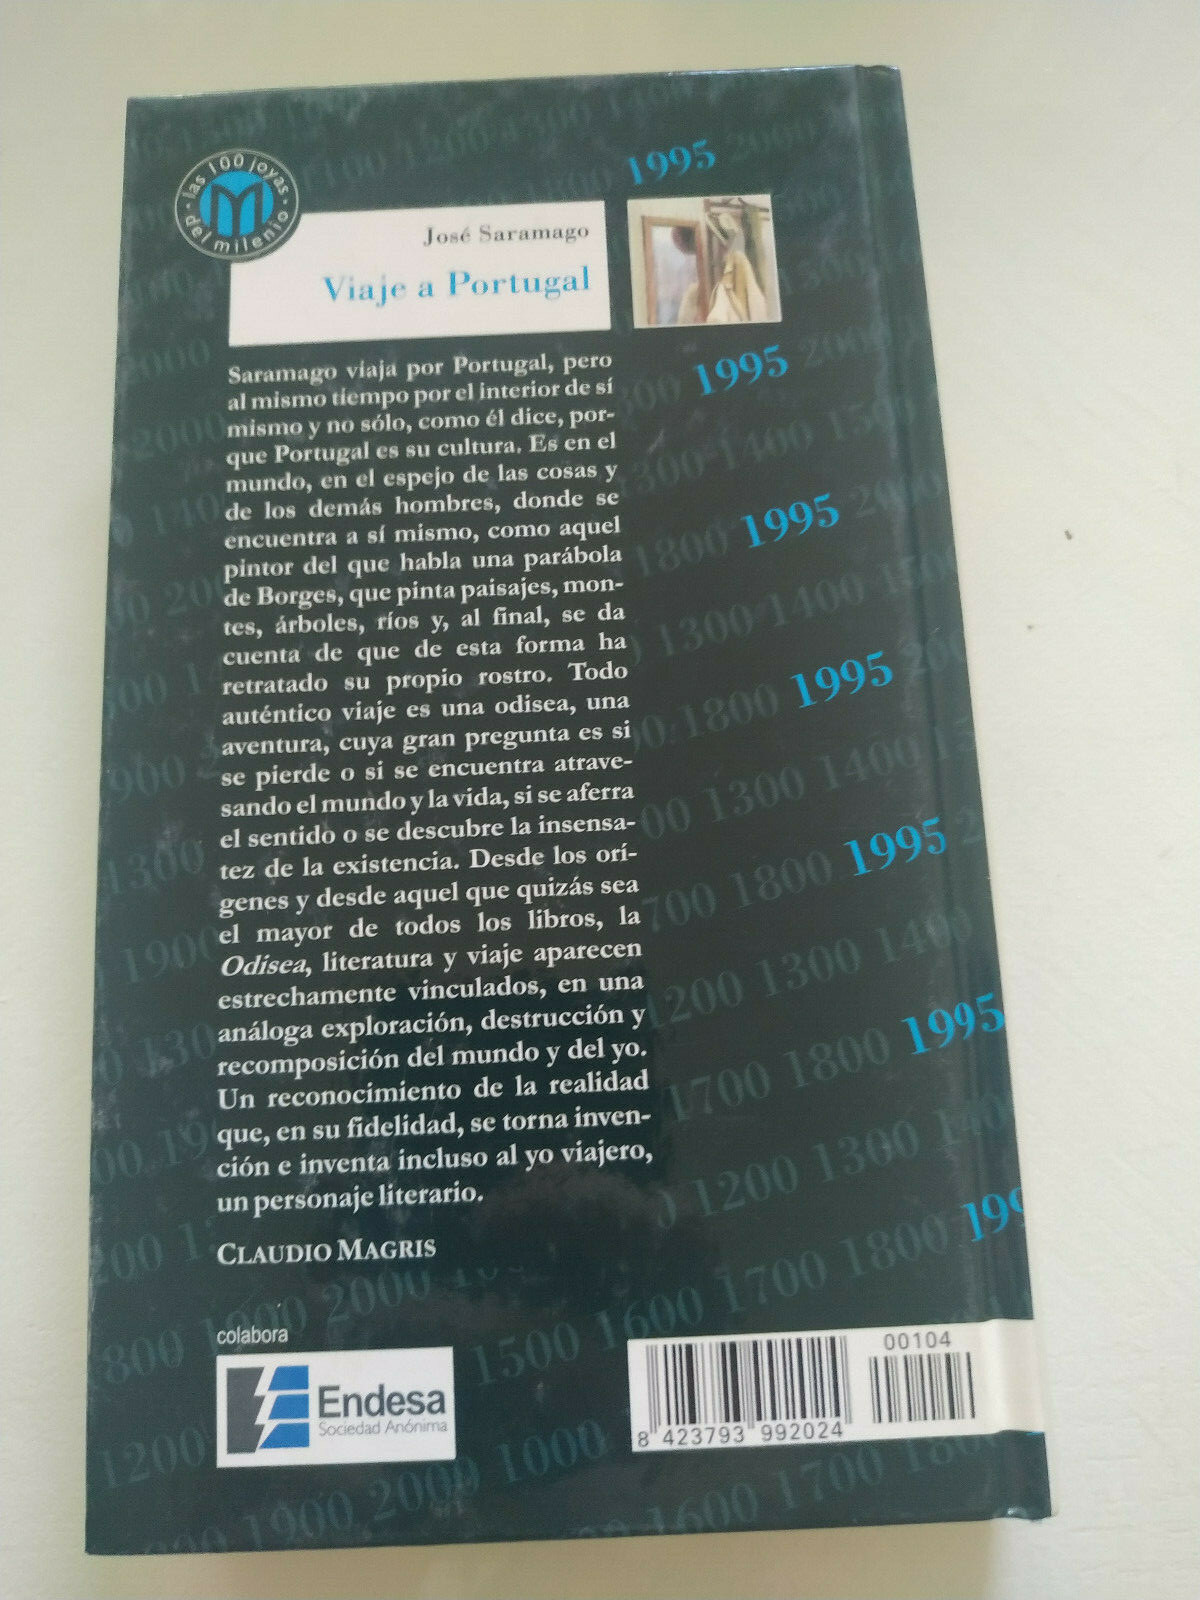 las 100 joyas
del milenio
M
1995
José Saramago
Viaje a Portugal
Saramago viaja por Portugal, pero
al mismo tiempo por el interior de sí
mismo y no sólo, como él dice, por-
que Portugal es su cultura. Es en el
mundo, en el espejo de las cosas y
de los demás hombres, donde se
encuentra a sí mismo, como aquel
pintor del que habla una parábola
de Borges, que pinta paisajes, mon-
tes, árboles, ríos y, al final, se da
cuenta de que de esta forma ha
retratado su propio rostro. Todo
auténtico viaje es una odisea, una
aventura, cuya gran pregunta es si
se pierde o si se encuentra atrave-
sando el mundo y la vida, si se aferra
el sentido o se descubre la insensa-
tez de la existencia. Desde los orí-
genes y desde aquel que quizás sea
el mayor de todos los libros, la
Odisea, literatura y viaje aparecen
estrechamente vinculados, en una
análoga exploración, destrucción y
recomposición del mundo y del yo.
Un reconocimiento de la realidad
que, en su fidelidad, se torna inven-
ción e inventa incluso al yo viajero,
un personaje literario.
CLAUDIO MAGRIS
1995
1995
1995
1995
1995
199
colabora
Endesa
Sociedad Anónima
00104
8 423793 992024